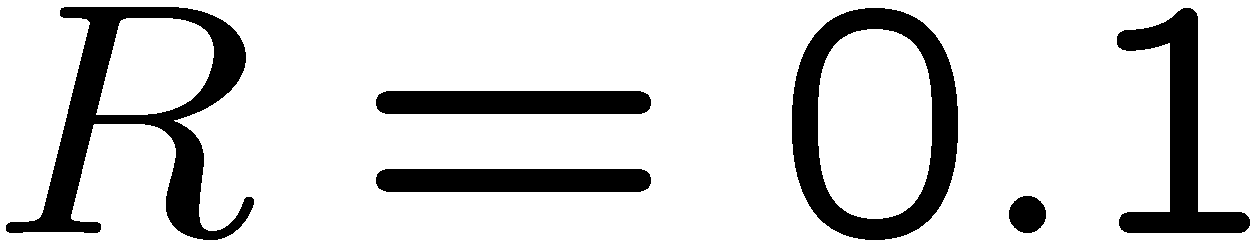 R = 0.1